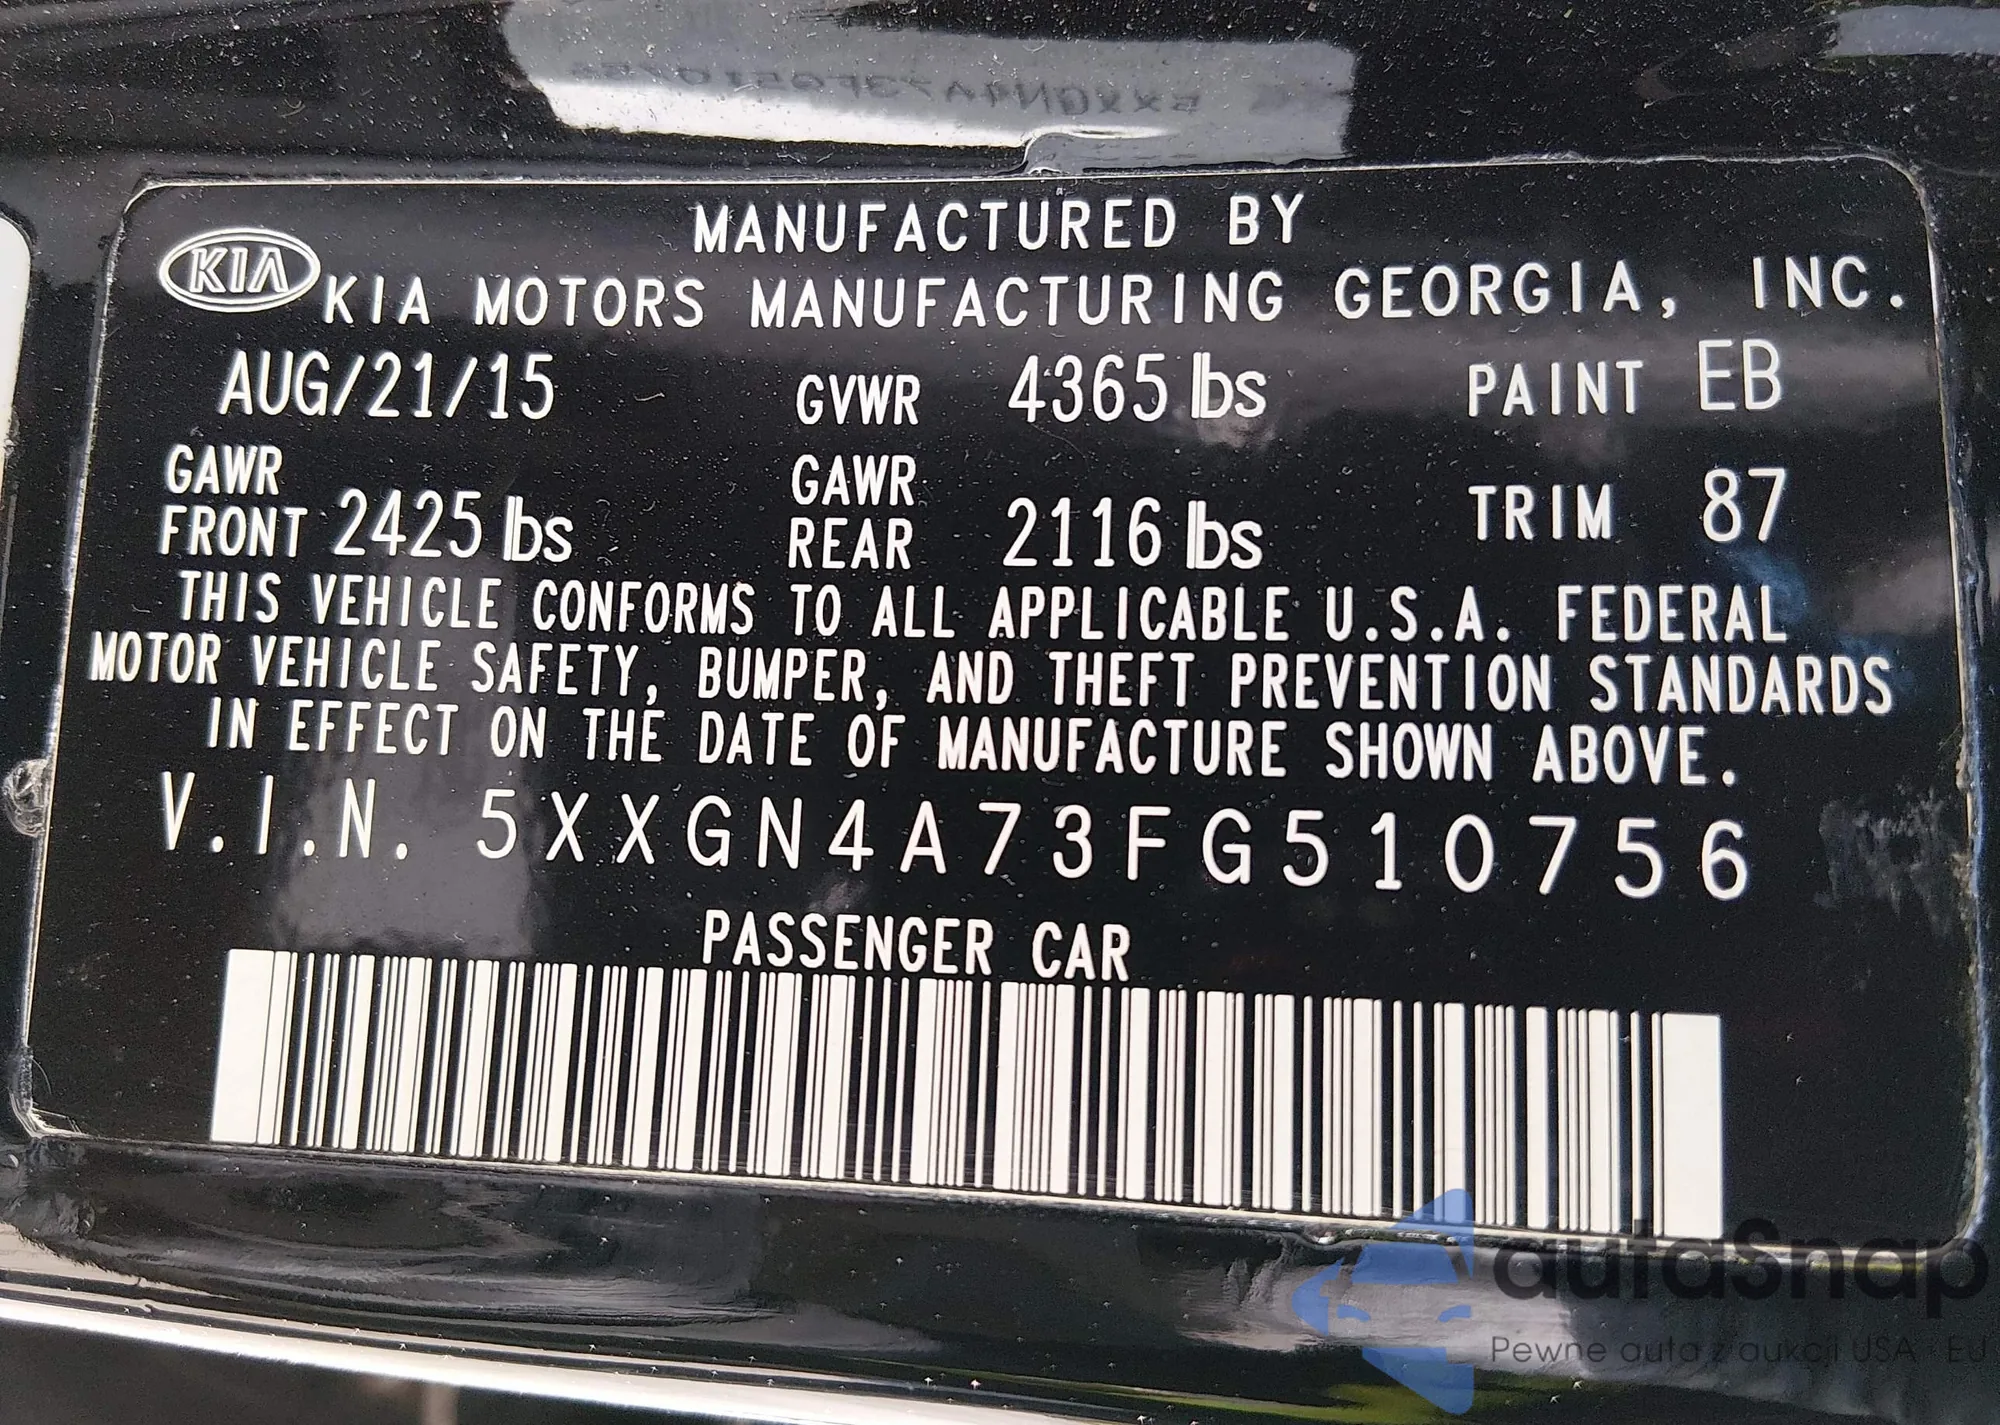 MANUFACTURED BY
KIA KIA MOTORS MANUFACTURING GEORGIA, INC.
AUG/21/15 GVWR 4365 lbs PAINT EB
GAWR FRONT 2425 lbs GAWR REAR 2116 lbs TRIM 87
THIS VEHICLE CONFORMS TO ALL APPLICABLE U.S.A. FEDERAL
MOTOR VEHICLE SAFETY, BUMPER, AND THEFT PREVENTION STANDARDS
IN EFFECT ON THE DATE OF MANUFACTURE SHOWN ABOVE.
V.I.N. 5XXGN4A73FG510756
PASSENGER CAR
autaSnap
Pewne auta z aukcji USA - EU